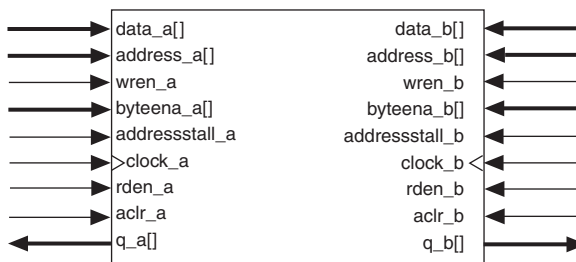 data_a[] data_b[]
address_a[] address_b[]
wren_a wren_b
byteena_a[] byteena_b[]
addressstall_a addressstall_b
clock_a clock_b
rden_a rden_b
aclr_a aclr_b
q_a[] q_b[]